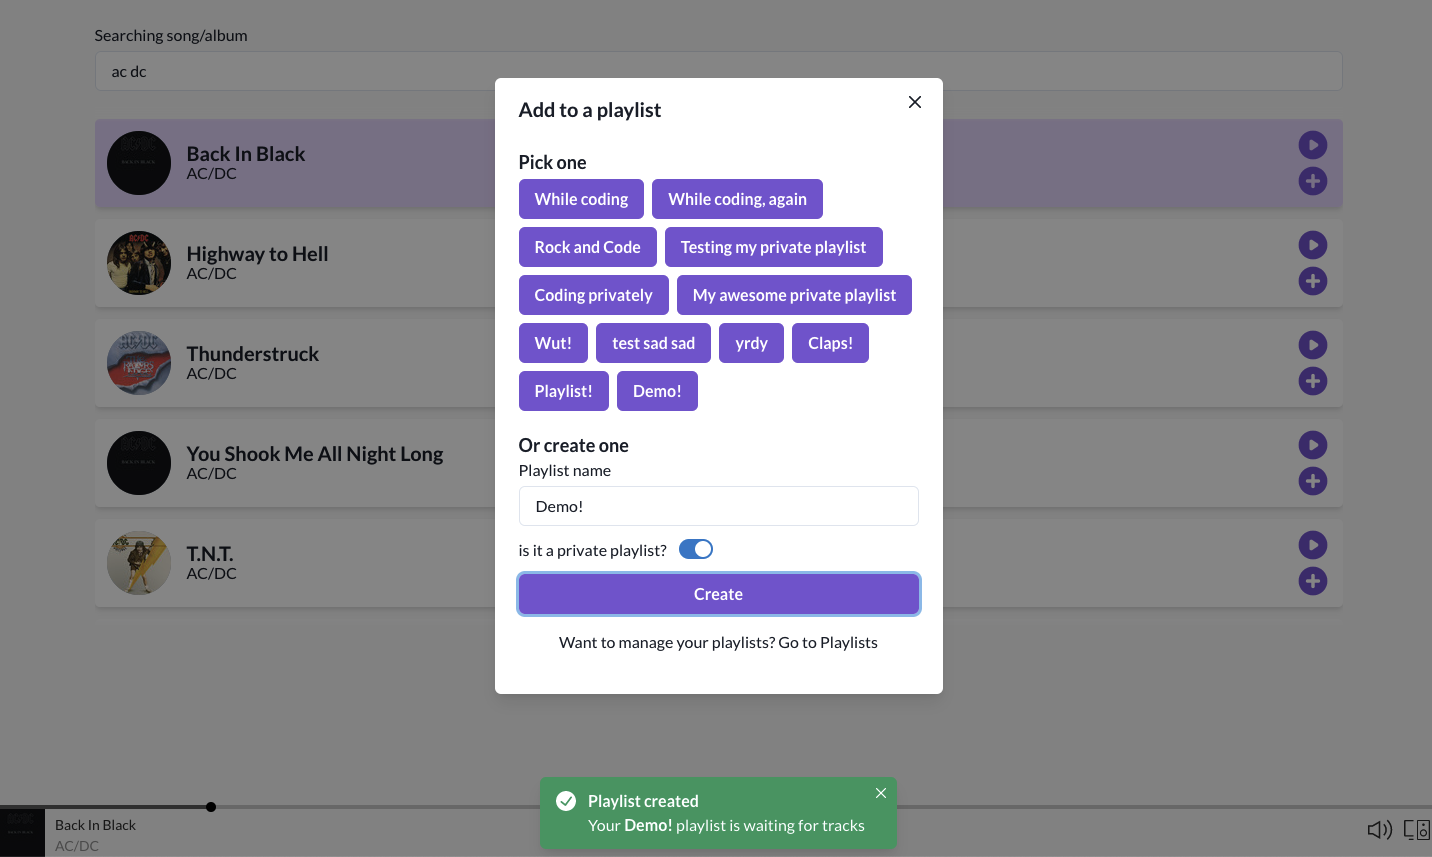 Searching song/album
ac dc
Back In Black
AC/DC
Highway to Hell
AC/DC
Thunderstruck
AC/DC
You Shook Me All Night Long
AC/DC
T.N.T.
AC/DC
Add to a playlist
Pick one
While coding
While coding, again
Rock and Code
Testing my private playlist
Coding privately
My awesome private playlist
Wut!
test sad sad
yrdy
Claps!
Playlist!
Demo!
Or create one
Playlist name
Demo!
is it a private playlist?
Create
Want to manage your playlists? Go to Playlists
Playlist created
Your Demo! playlist is waiting for tracks
Back In Black
AC/DC